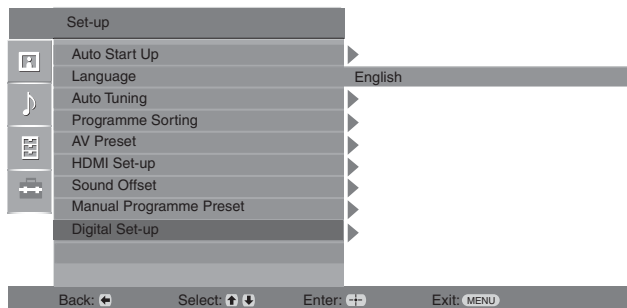 Set-up
Auto Start Up
Language English
Auto Tuning
Programme Sorting
AV Preset
HDMI Set-up
Sound Offset
Manual Programme Preset
Digital Set-up
Back: Select: Enter: Exit: MENU